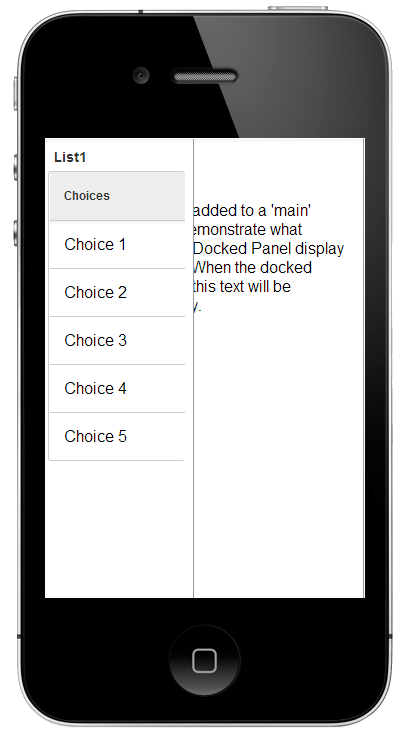 List1
Choices
Choice 1
Choice 2
Choice 3
Choice 4
Choice 5
added to a 'main'
emonstrate what
Docked Panel display
When the docked
this text will be
y.